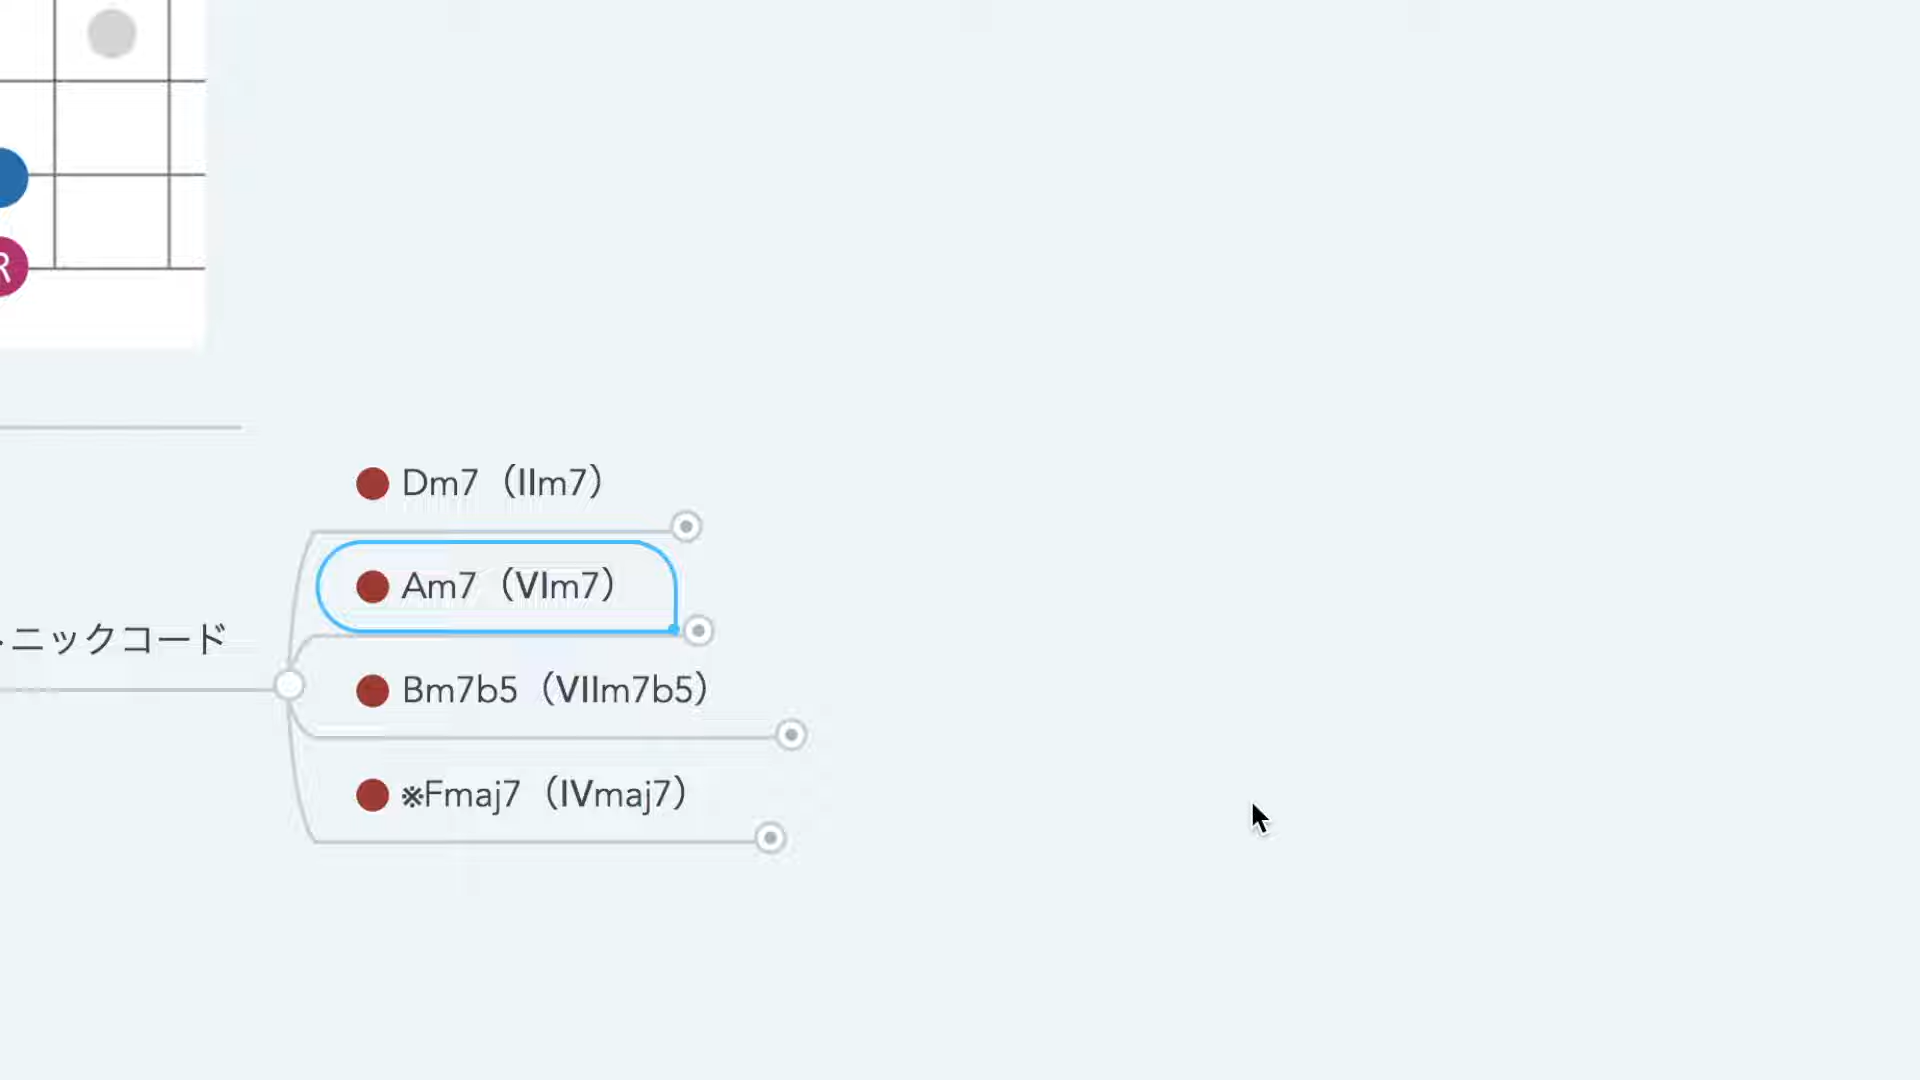 R
Dm7（IIm7）
Am7（VIm7）
ニックコード
Bm7b5（VIIm7b5）
※Fmaj7（IVmaj7）